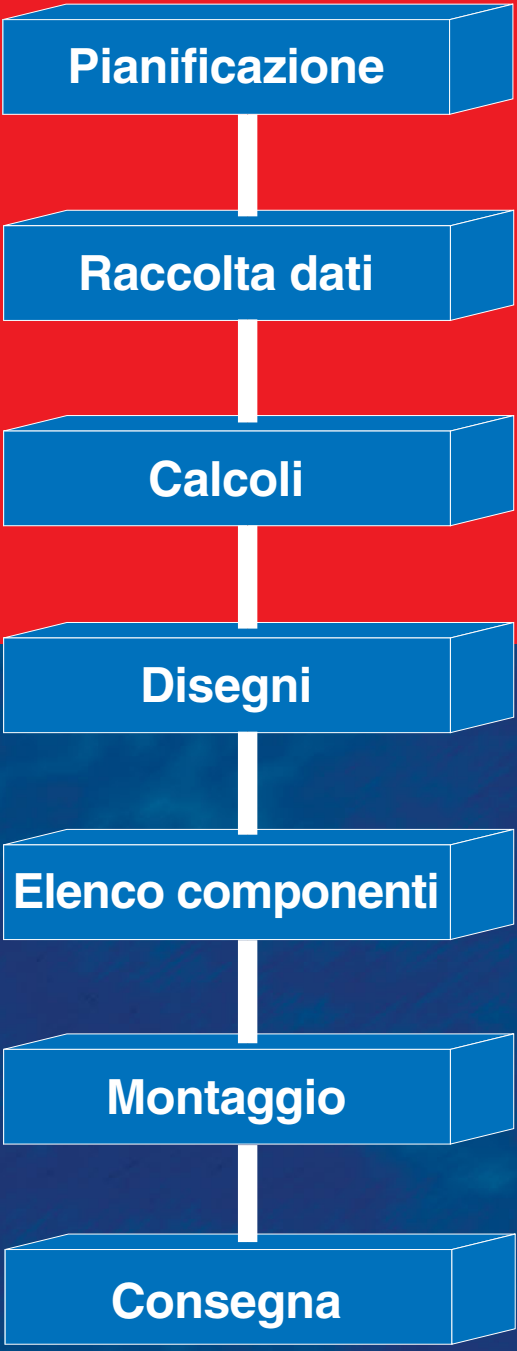 Pianificazione
Raccolta dati
Calcoli
Disegni
Elenco componenti
Montaggio
Consegna